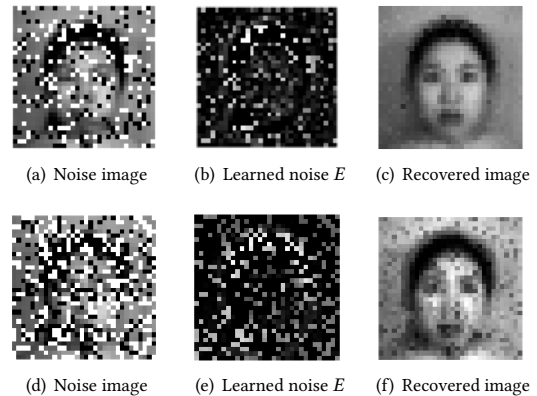 (a) Noise image
(b) Learned noise E
(c) Recovered image
(d) Noise image
(e) Learned noise E
(f) Recovered image